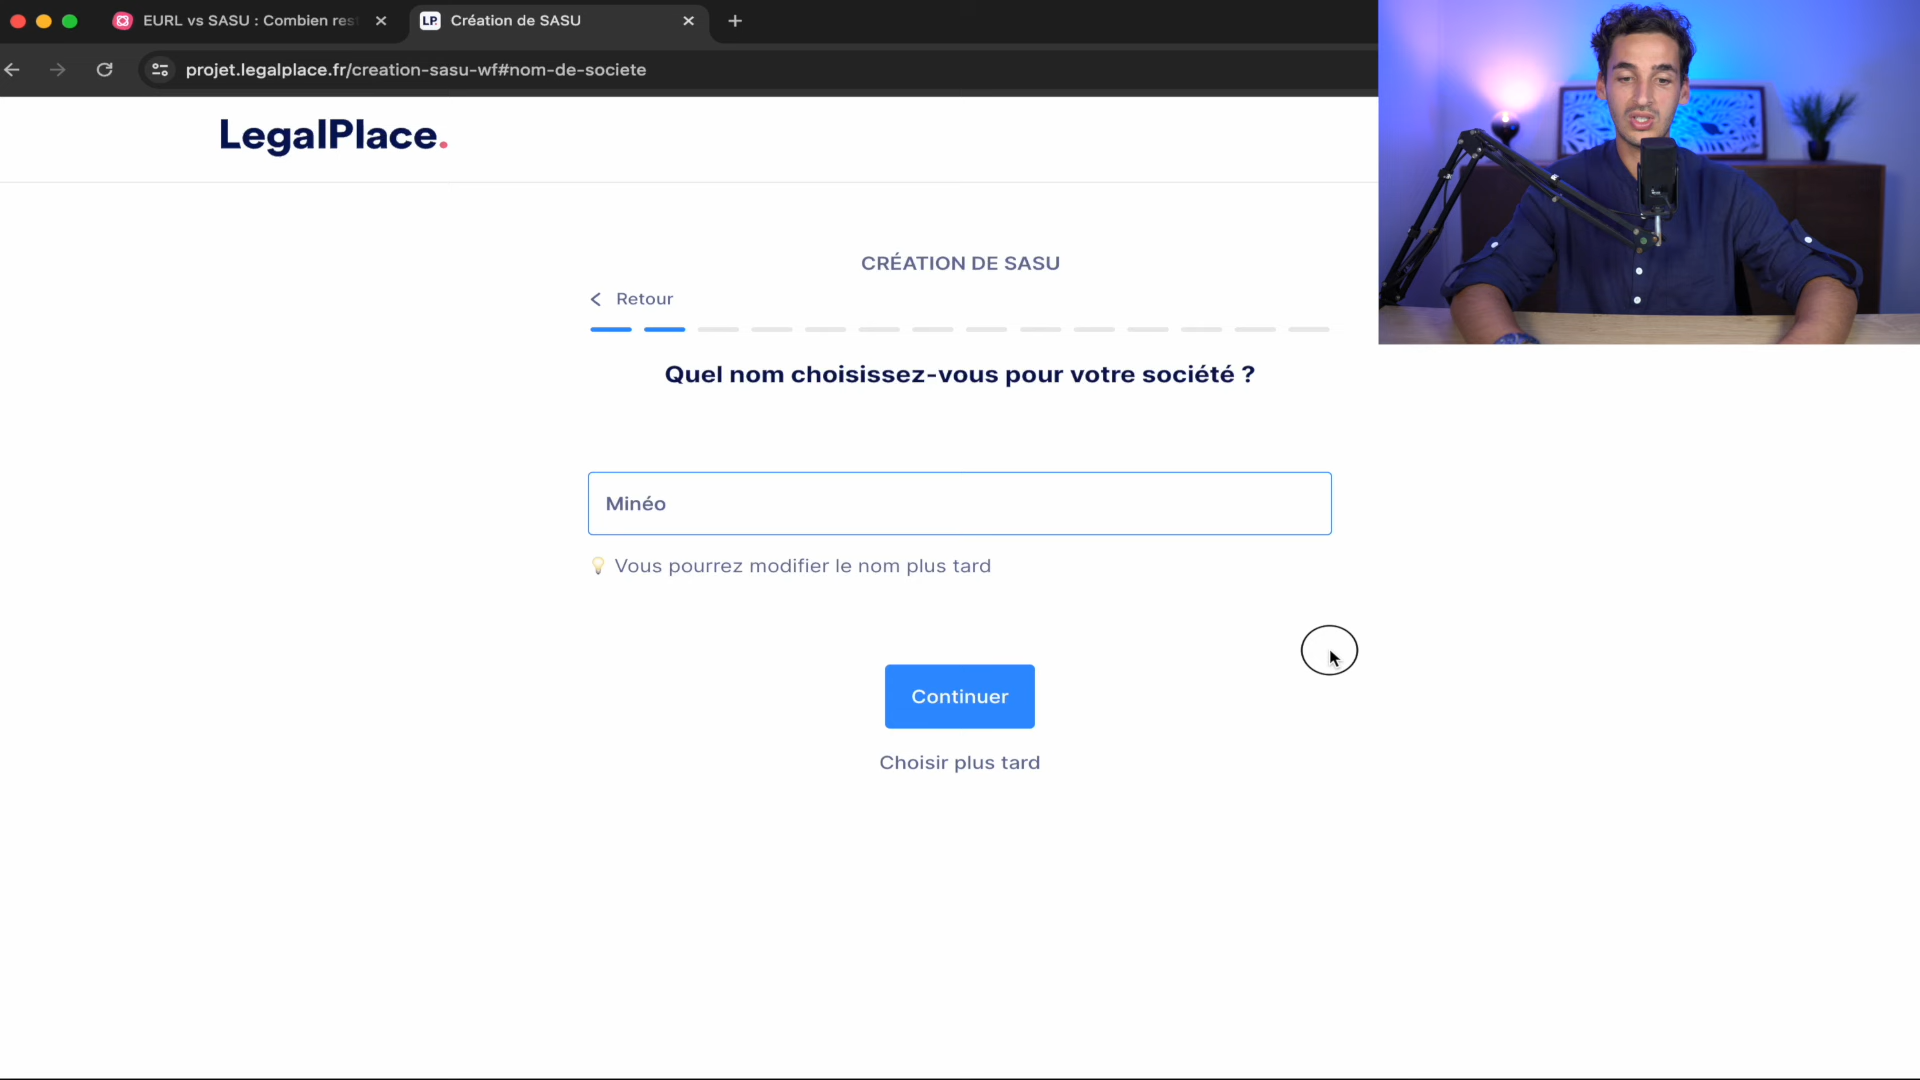 EURL vs SASU : Combien res
Création de SASU
projet.legalplace.fr/creation-sasu-wf#nom-de-societe
LegalPlace.
CRÉATION DE SASU
Retour
Quel nom choisissez-vous pour votre société ?
Minéo
Vous pourrez modifier le nom plus tard
Continuer
Choisir plus tard